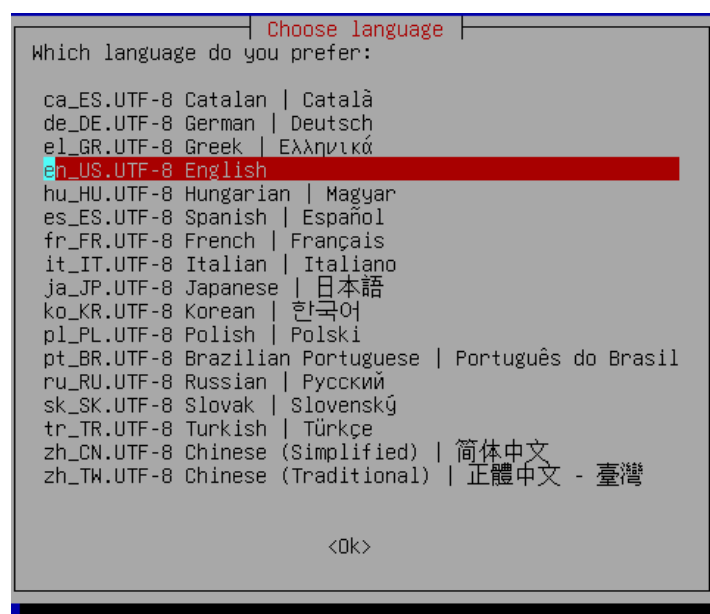 Choose language
Which language do you prefer:
ca_ES.UTF-8 Catalan | Català
de_DE.UTF-8 German | Deutsch
el_GR.UTF-8 Greek | Ελληνικά
en_US.UTF-8 English
hu_HU.UTF-8 Hungarian | Magyar
es_ES.UTF-8 Spanish | Español
fr_FR.UTF-8 French | Français
it_IT.UTF-8 Italian | Italiano
ja_JP.UTF-8 Japanese | 日本語
ko_KR.UTF-8 Korean | 한국어
pl_PL.UTF-8 Polish | Polski
pt_BR.UTF-8 Brazilian Portuguese | Português do Brasil
ru_RU.UTF-8 Russian | Русский
sk_SK.UTF-8 Slovak | Slovenský
tr_TR.UTF-8 Turkish | Türkçe
zh_CN.UTF-8 Chinese (Simplified) | 简体中文
zh_TW.UTF-8 Chinese (Traditional) | 正體中文 - 臺灣
<Ok>